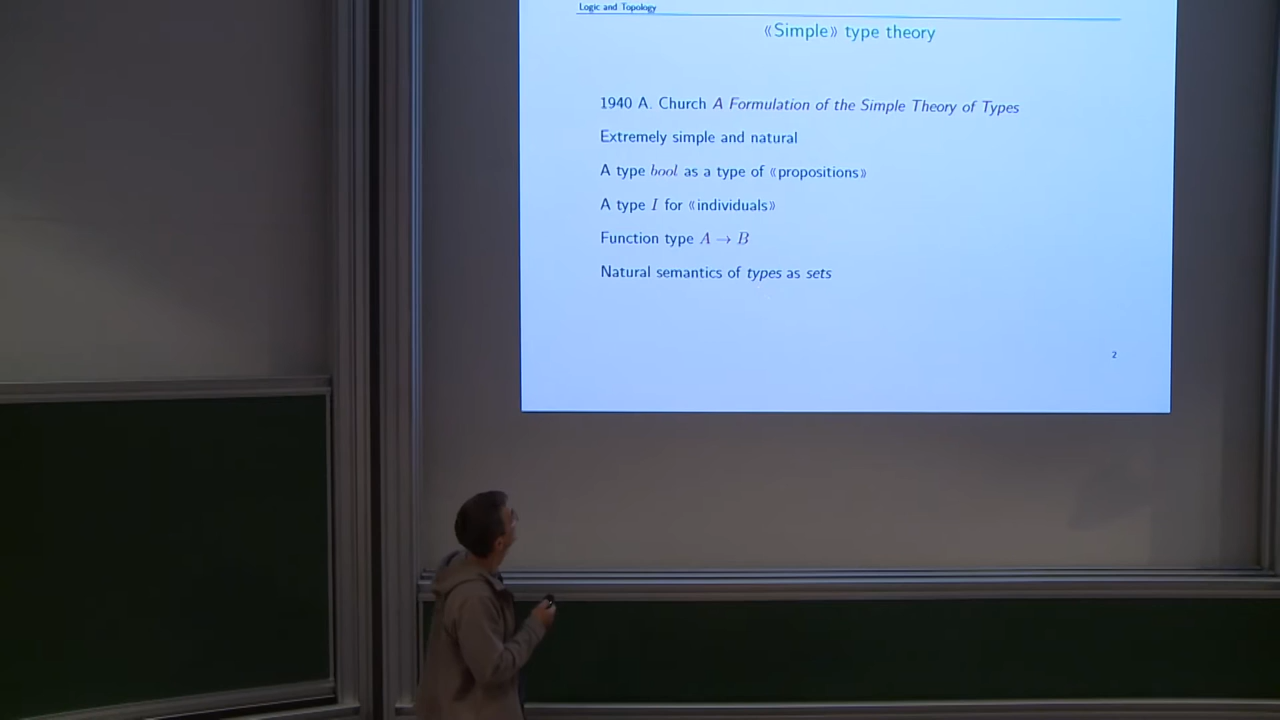 Logic and Topology
⟪Simple⟫ type theory
1940 A. Church A Formulation of the Simple Theory of Types
Extremely simple and natural
A type bool as a type of ⟪propositions⟫
A type I for ⟪individuals⟫
Function type A → B
Natural semantics of types as sets
2